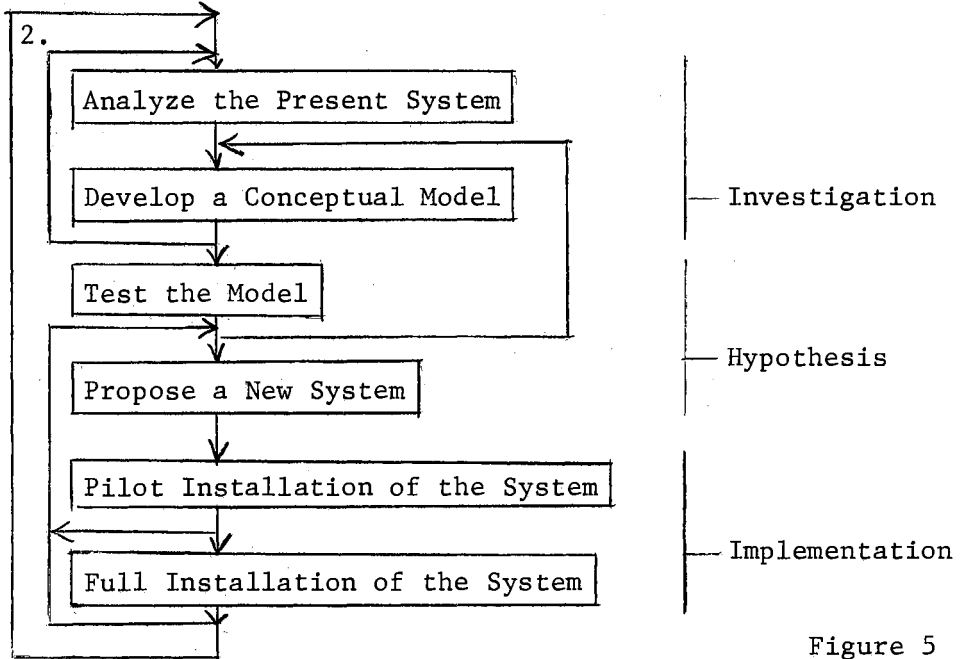 2.
Analyze the Present System
Develop a Conceptual Model
Investigation
Test the Model
Hypothesis
Propose a New System
Pilot Installation of the System
Implementation
Full Installation of the System
Figure 5